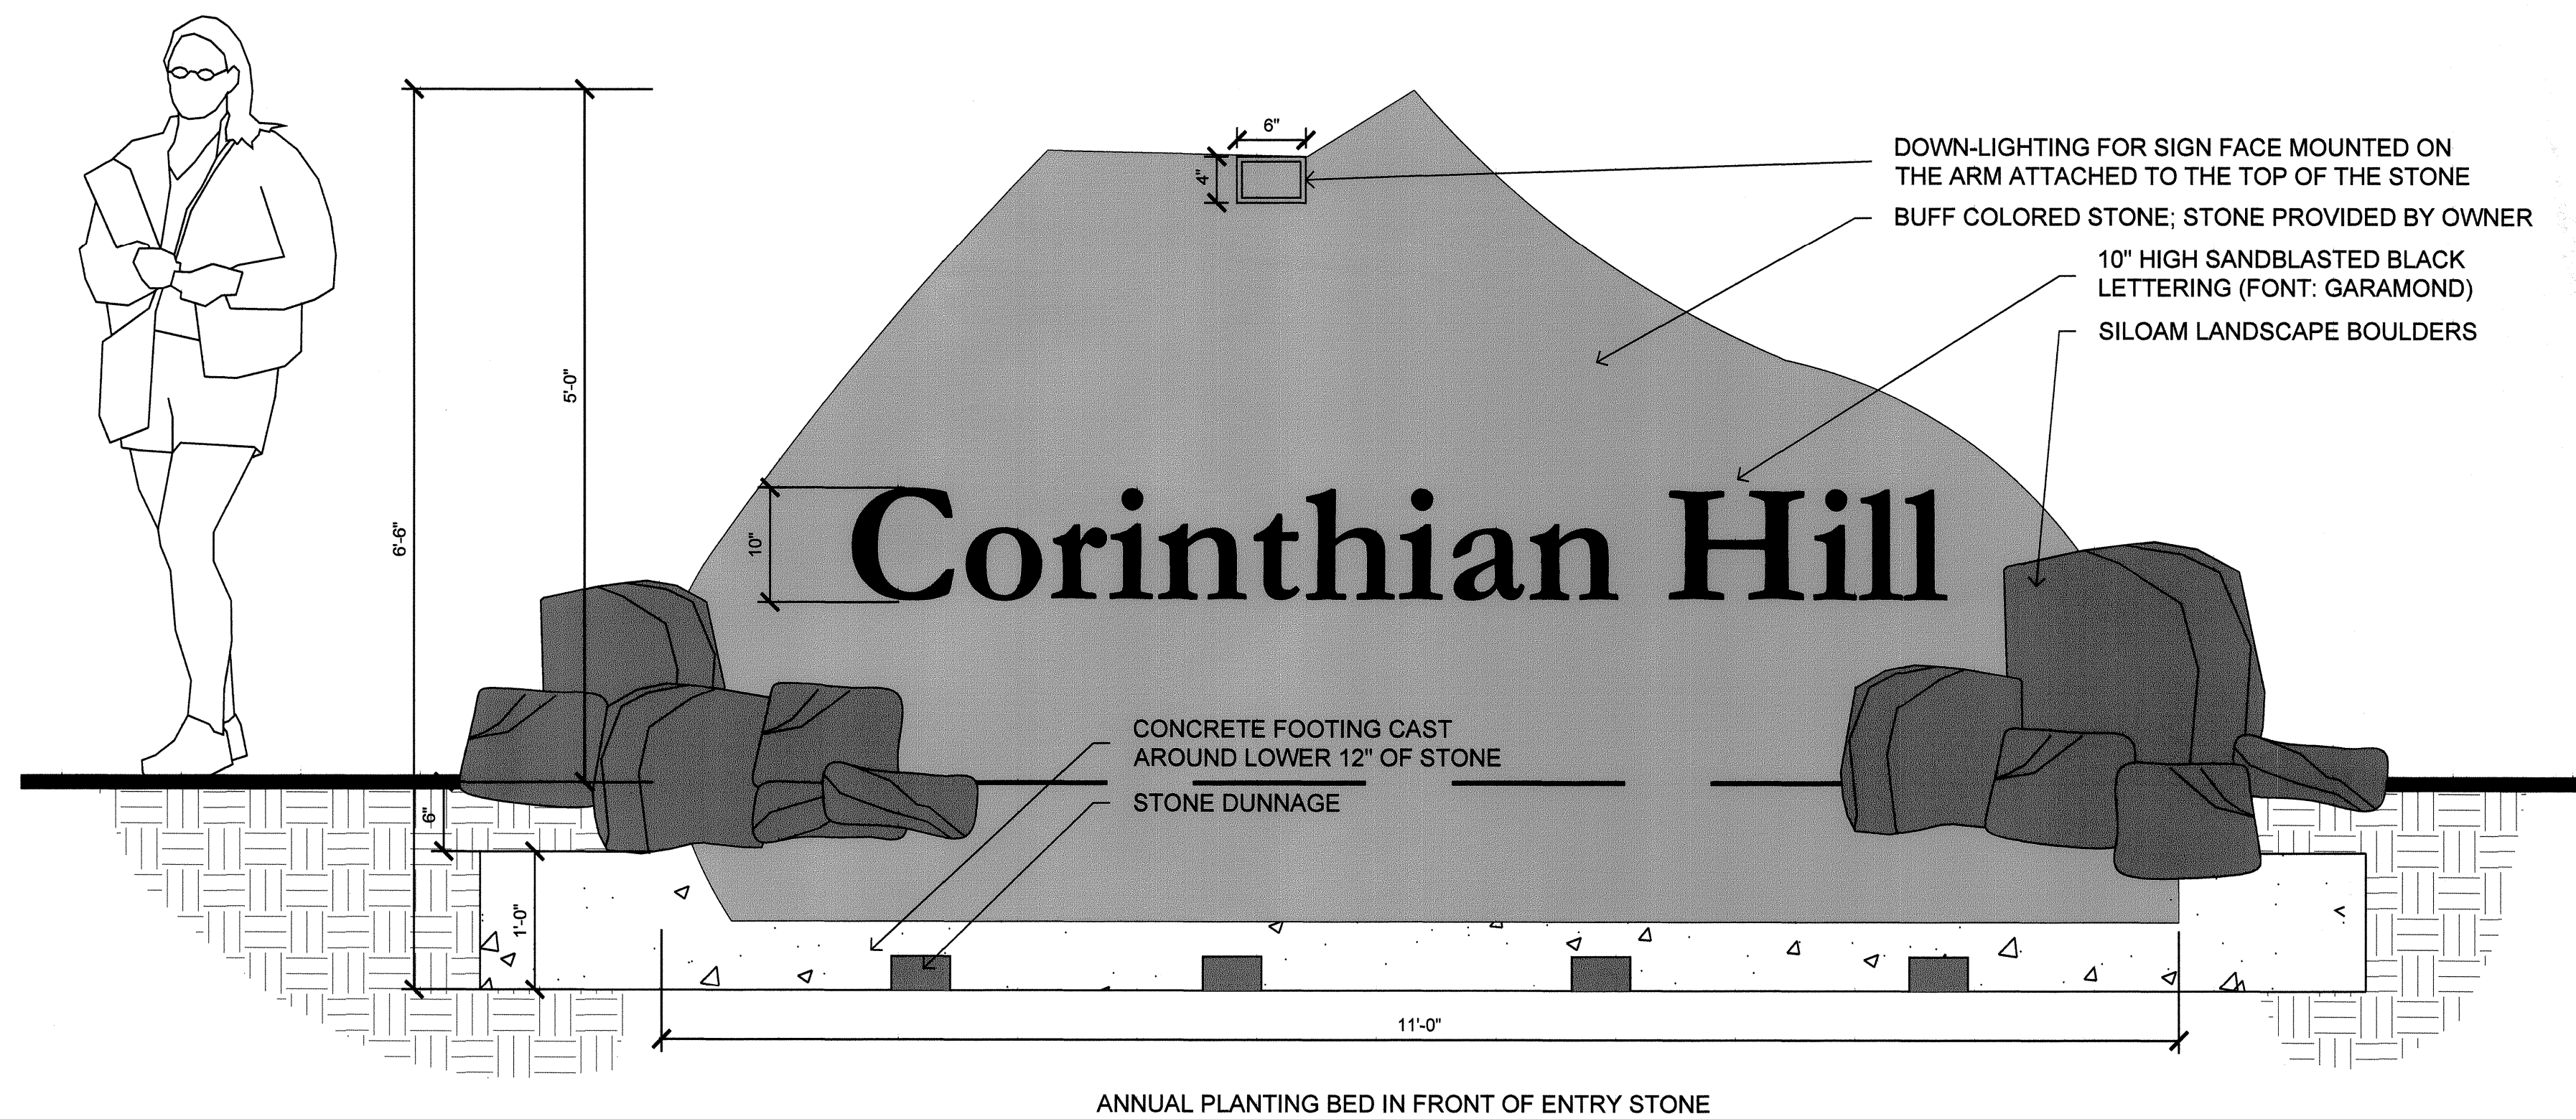 6"
4"
DOWN-LIGHTING FOR SIGN FACE MOUNTED ON
THE ARM ATTACHED TO THE TOP OF THE STONE
BUFF COLORED STONE; STONE PROVIDED BY OWNER
10" HIGH SANDBLASTED BLACK
LETTERING (FONT: GARAMOND)
SILOAM LANDSCAPE BOULDERS
5'-0"
6'-6"
10"
Corinthian Hill
CONCRETE FOOTING CAST
AROUND LOWER 12" OF STONE
STONE DUNNAGE
6"
1'-0"
11'-0"
ANNUAL PLANTING BED IN FRONT OF ENTRY STONE